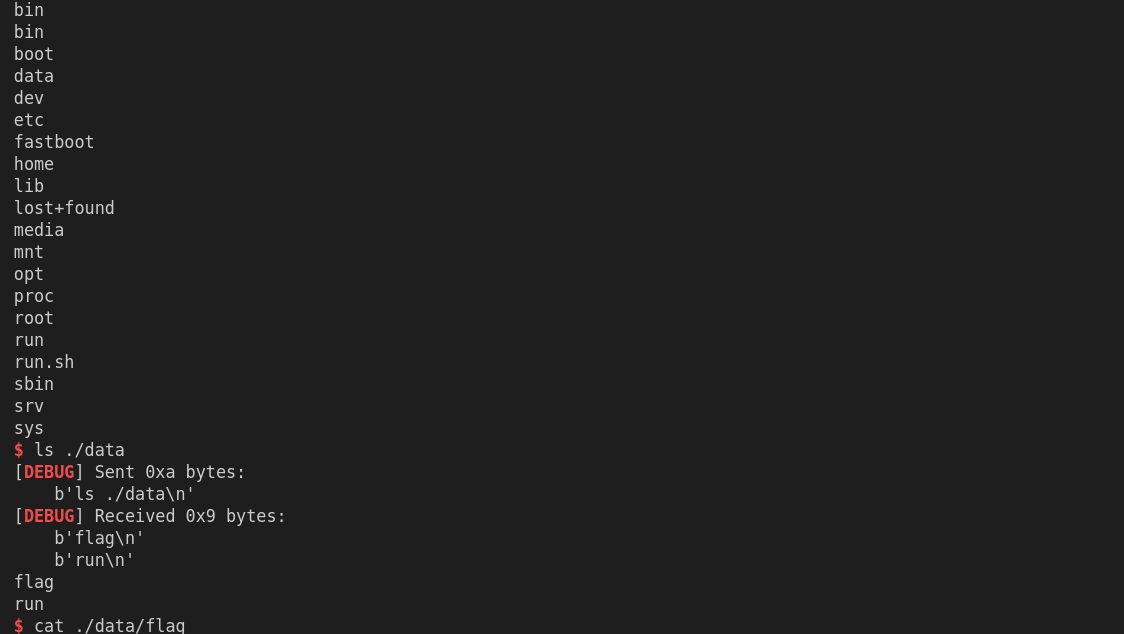 bin
bin
boot
data
dev
etc
fastboot
home
lib
lost+found
media
mnt
opt
proc
root
run
run.sh
sbin
srv
sys
$ ls ./data
[DEBUG] Sent 0xa bytes:
    b'ls ./data\n'
[DEBUG] Received 0x9 bytes:
    b'flag\n'
    b'run\n'
flag
run
$ cat ./data/flag